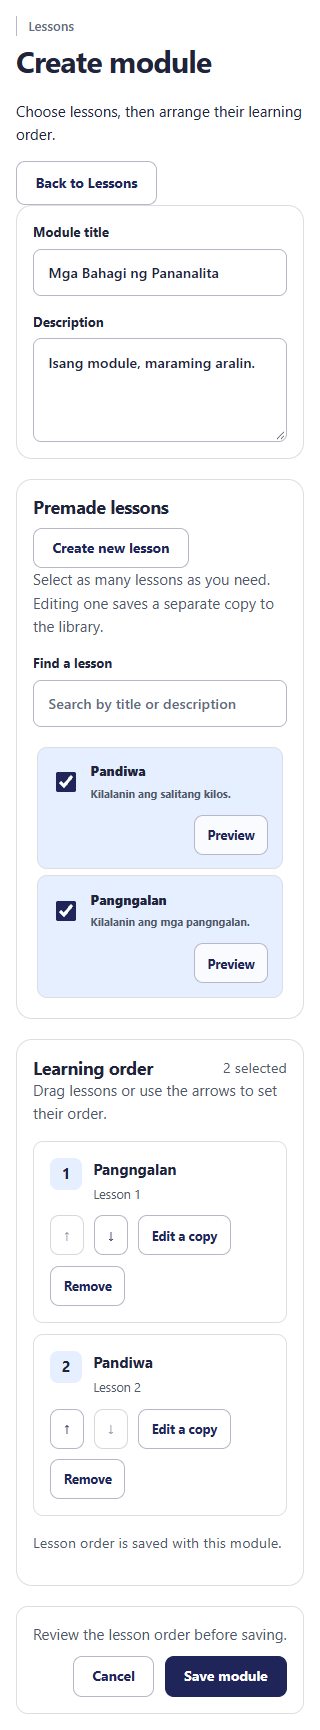 Lessons
Create module
Choose lessons, then arrange their learning
order.
Back to Lessons
Module title
Mga Bahagi ng Pananalita
Description
Isang module, maraming aralin.
Premade lessons
Create new lesson
Select as many lessons as you need.
Editing one saves a separate copy to
the library.
Find a lesson
Search by title or description
Pandiwa
Kilalanin ang salitang kilos.
Preview
Pangngalan
Kilalanin ang mga pangngalan.
Preview
Learning order 2 selected
Drag lessons or use the arrows to set
their order.
1 Pangngalan
Lesson 1
↑ ↓ Edit a copy
Remove
2 Pandiwa
Lesson 2
↑ ↓ Edit a copy
Remove
Lesson order is saved with this module.
Review the lesson order before saving.
Cancel Save module